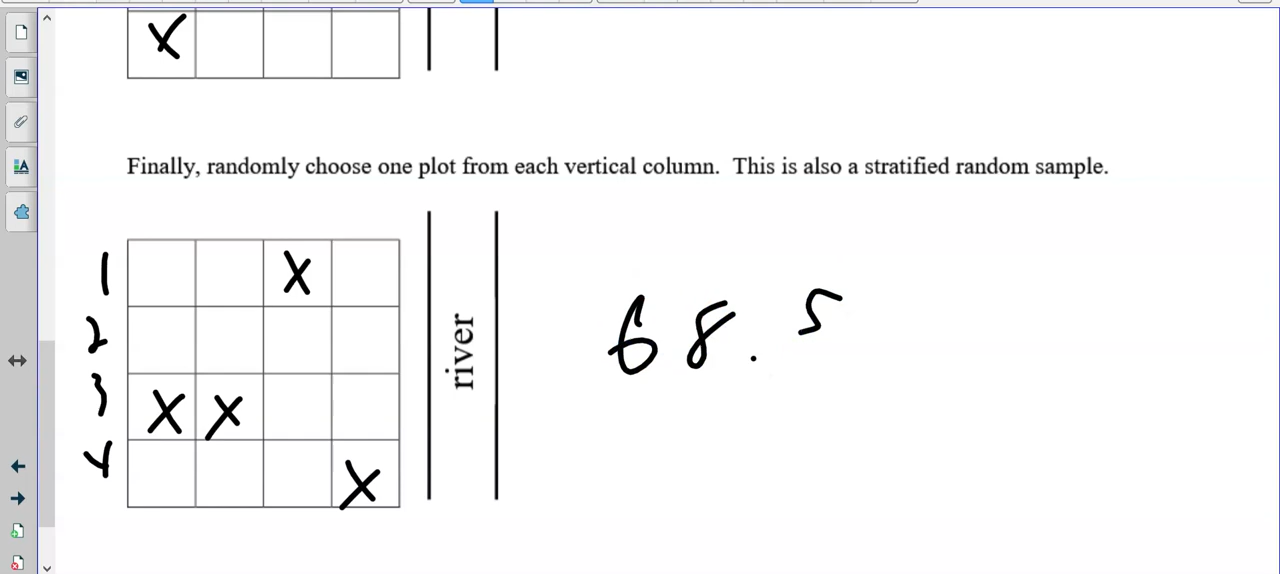 X
Finally, randomly choose one plot from each vertical column. This is also a stratified random sample.
1 X
2
3 X X
4 X
river
68.5